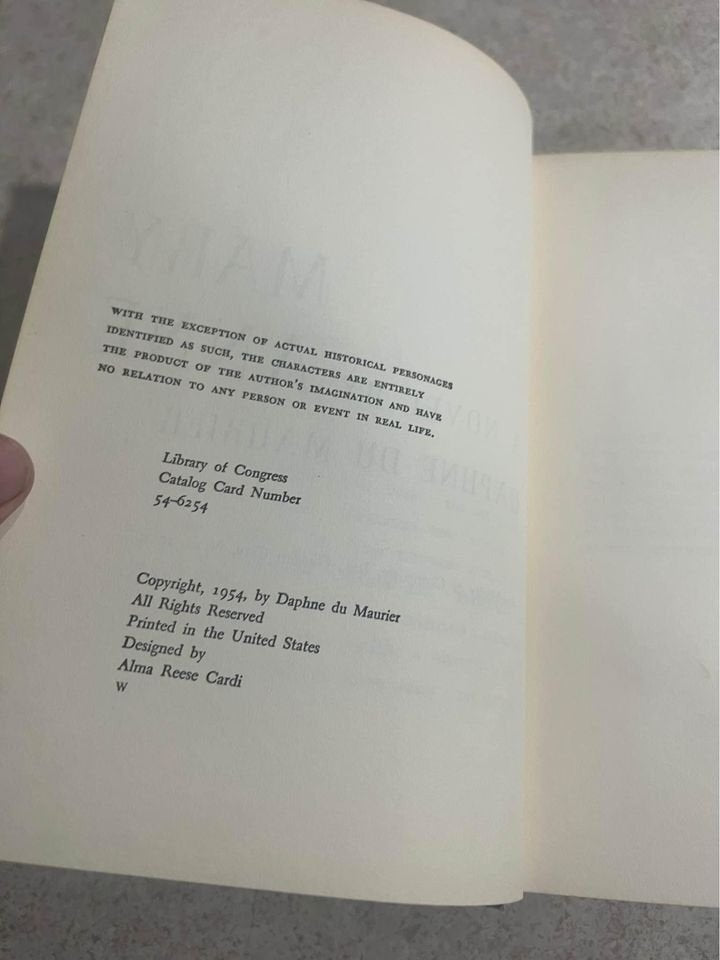 WITH THE EXCEPTION OF ACTUAL HISTORICAL PERSONAGES
IDENTIFIED AS SUCH, THE CHARACTERS ARE ENTIRELY
THE PRODUCT OF THE AUTHOR'S IMAGINATION AND HAVE
NO RELATION TO ANY PERSON OR EVENT IN REAL LIFE.
Library of Congress
Catalog Card Number
54-6254
Copyright, 1954, by Daphne du Maurier
All Rights Reserved
Printed in the United States
Designed by
Alma Reese Cardi
W